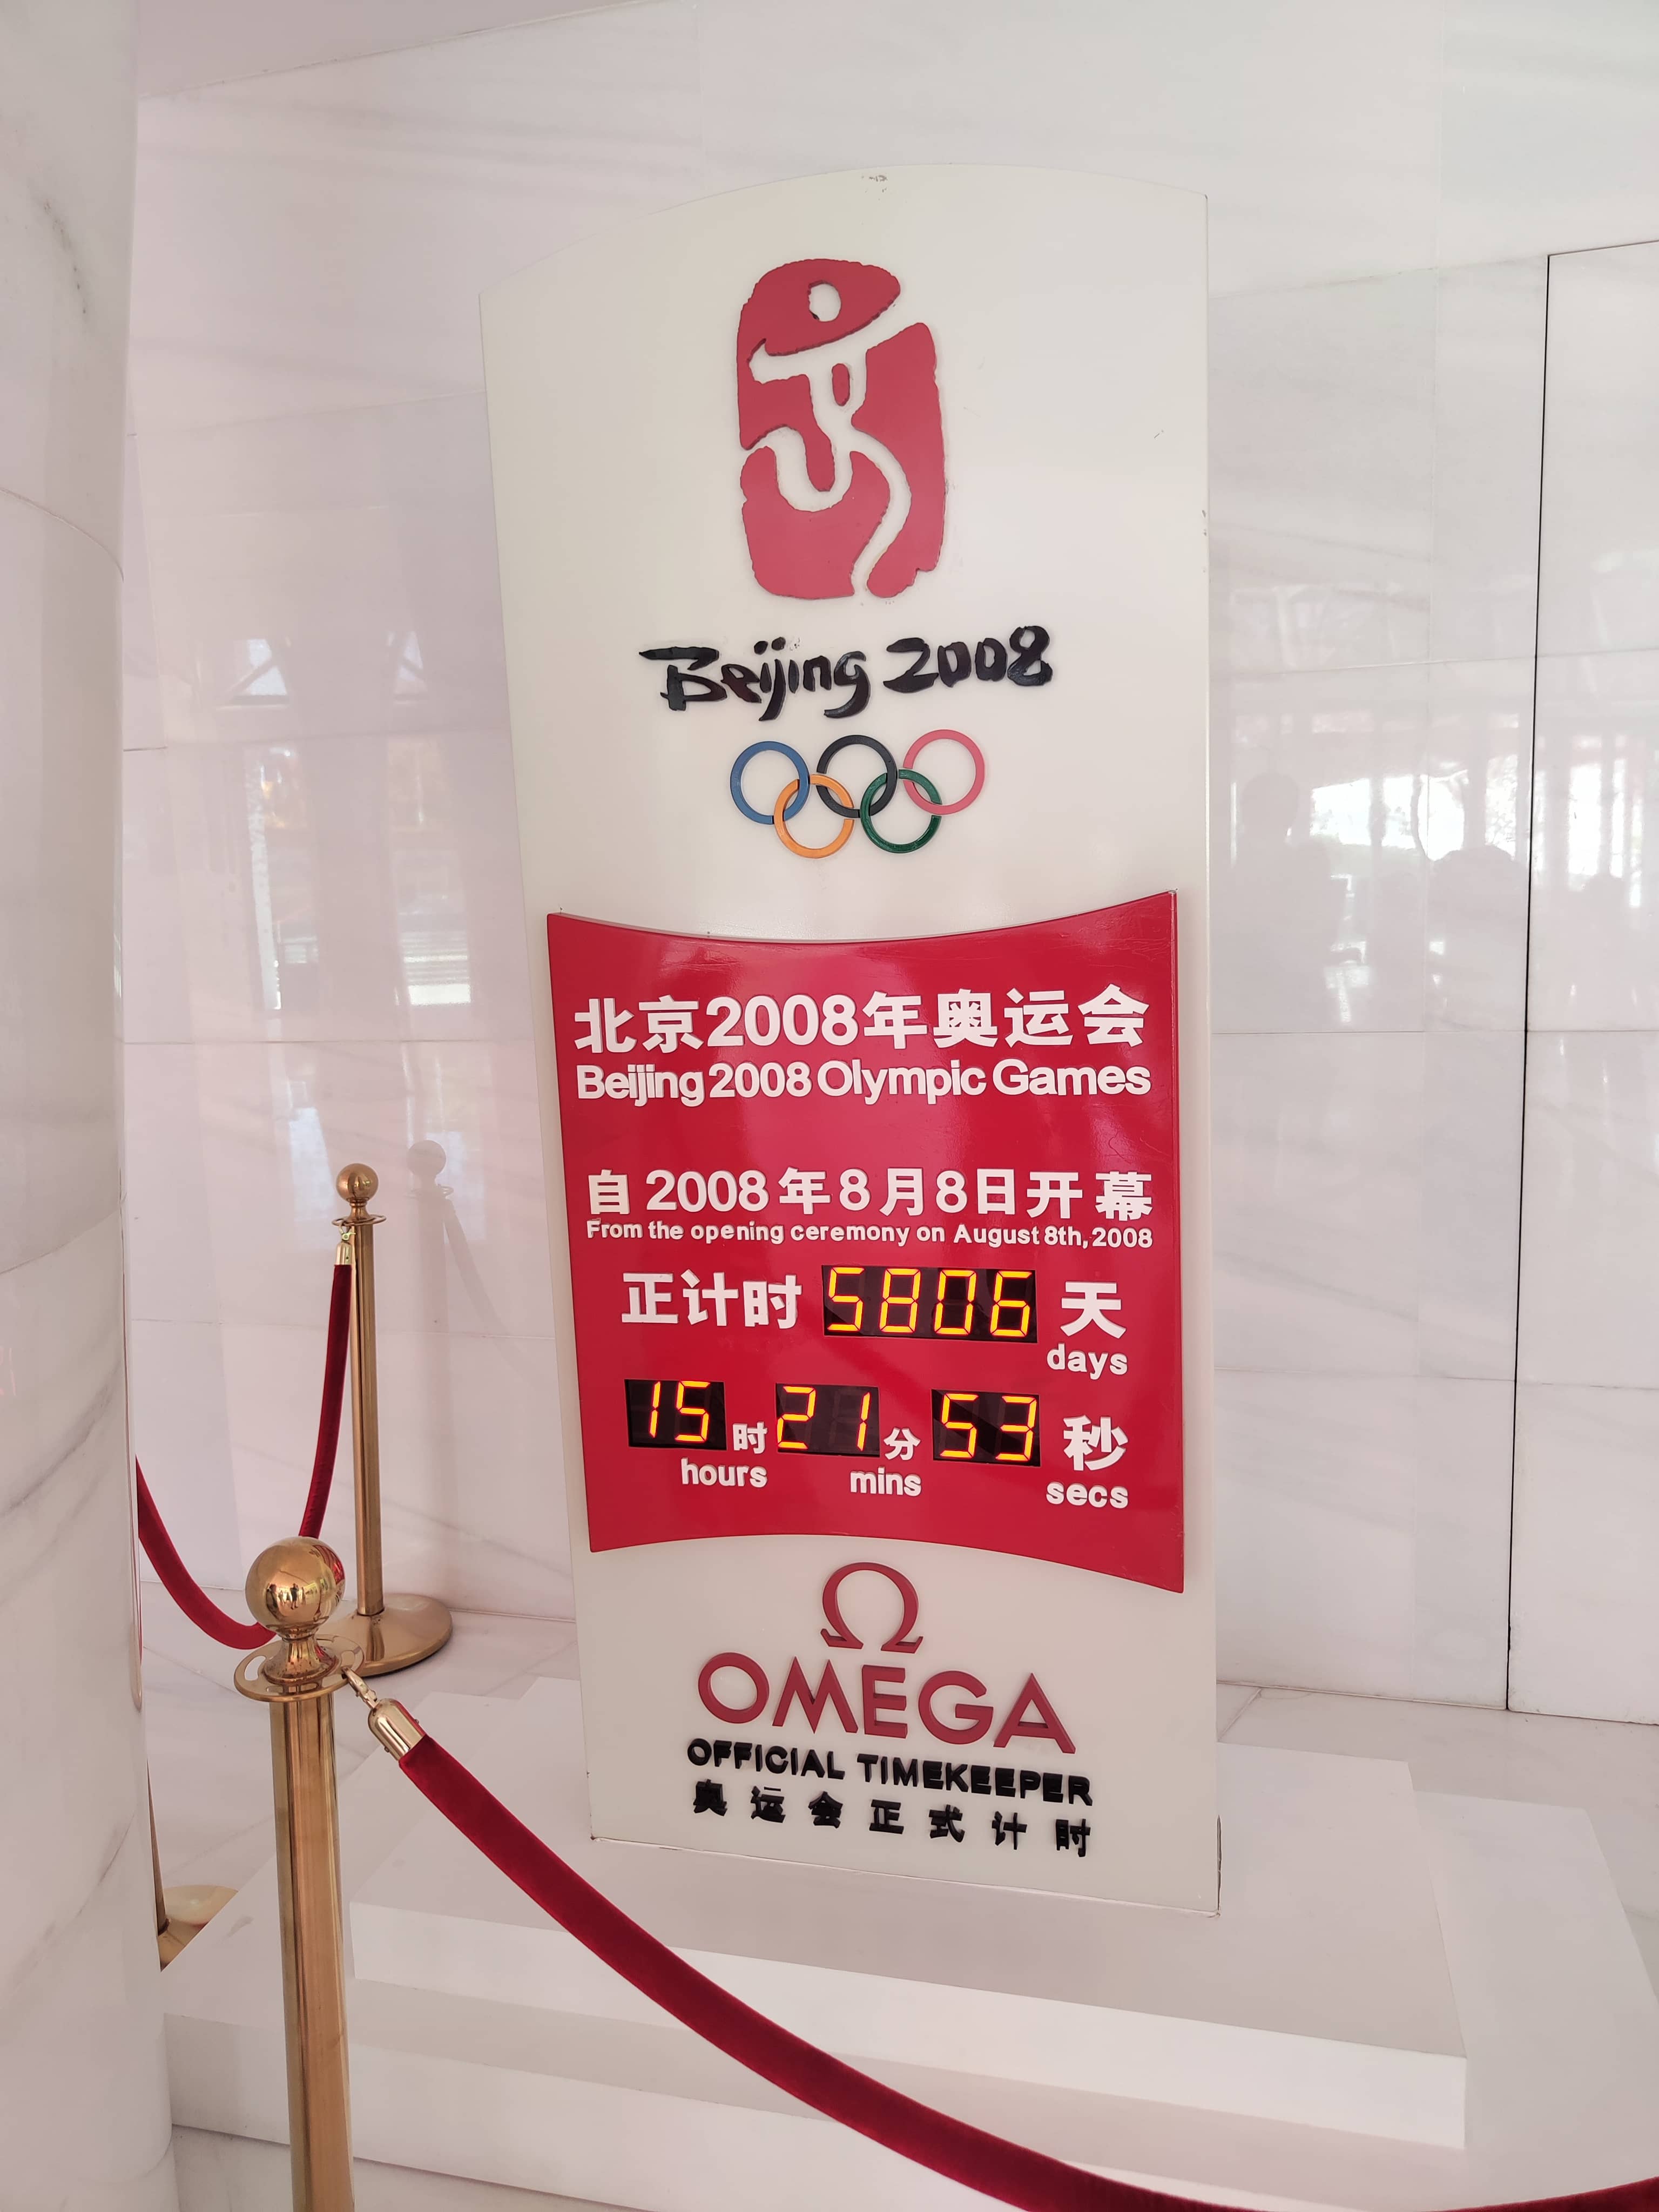 Beijing 2008
北京2008年奥运会
Beijing 2008 Olympic Games
自2008年8月8日开幕
From the opening ceremony on August 8th, 2008
正计时 5806 天
days
15 时 21 分 53 秒
hours mins secs
Ω
OMEGA
OFFICIAL TIMEKEEPER
奥运会正式计时